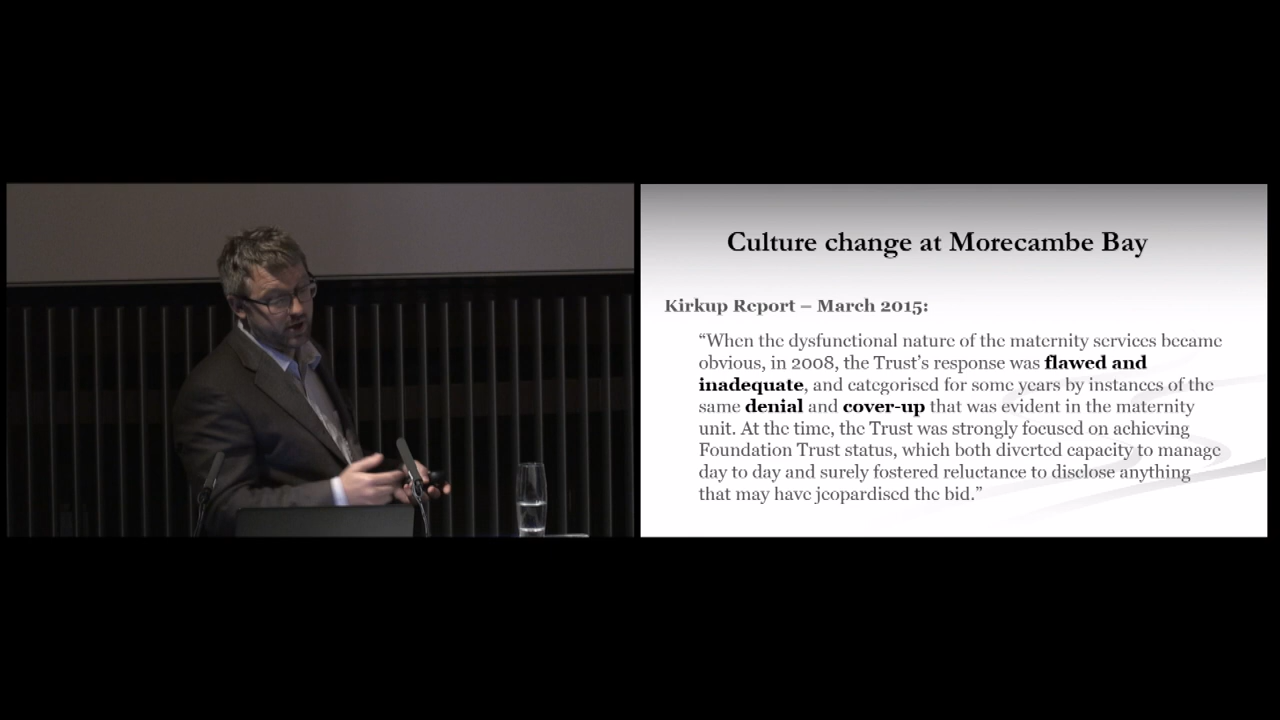 Culture change at Morecambe Bay
Kirkup Report – March 2015:
“When the dysfunctional nature of the maternity services became
obvious, in 2008, the Trust’s response was flawed and
inadequate, and categorised for some years by instances of the
same denial and cover-up that was evident in the maternity
unit. At the time, the Trust was strongly focused on achieving
Foundation Trust status, which both diverted capacity to manage
day to day and surely fostered reluctance to disclose anything
that may have jeopardised the bid.”